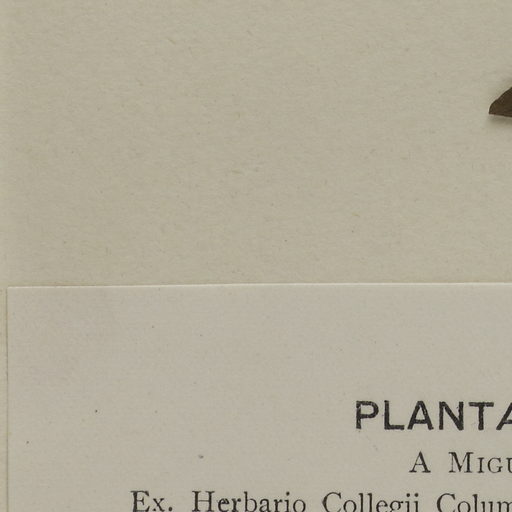 PLANTA
A MIGU
Ex. Herbario Collegii Colum